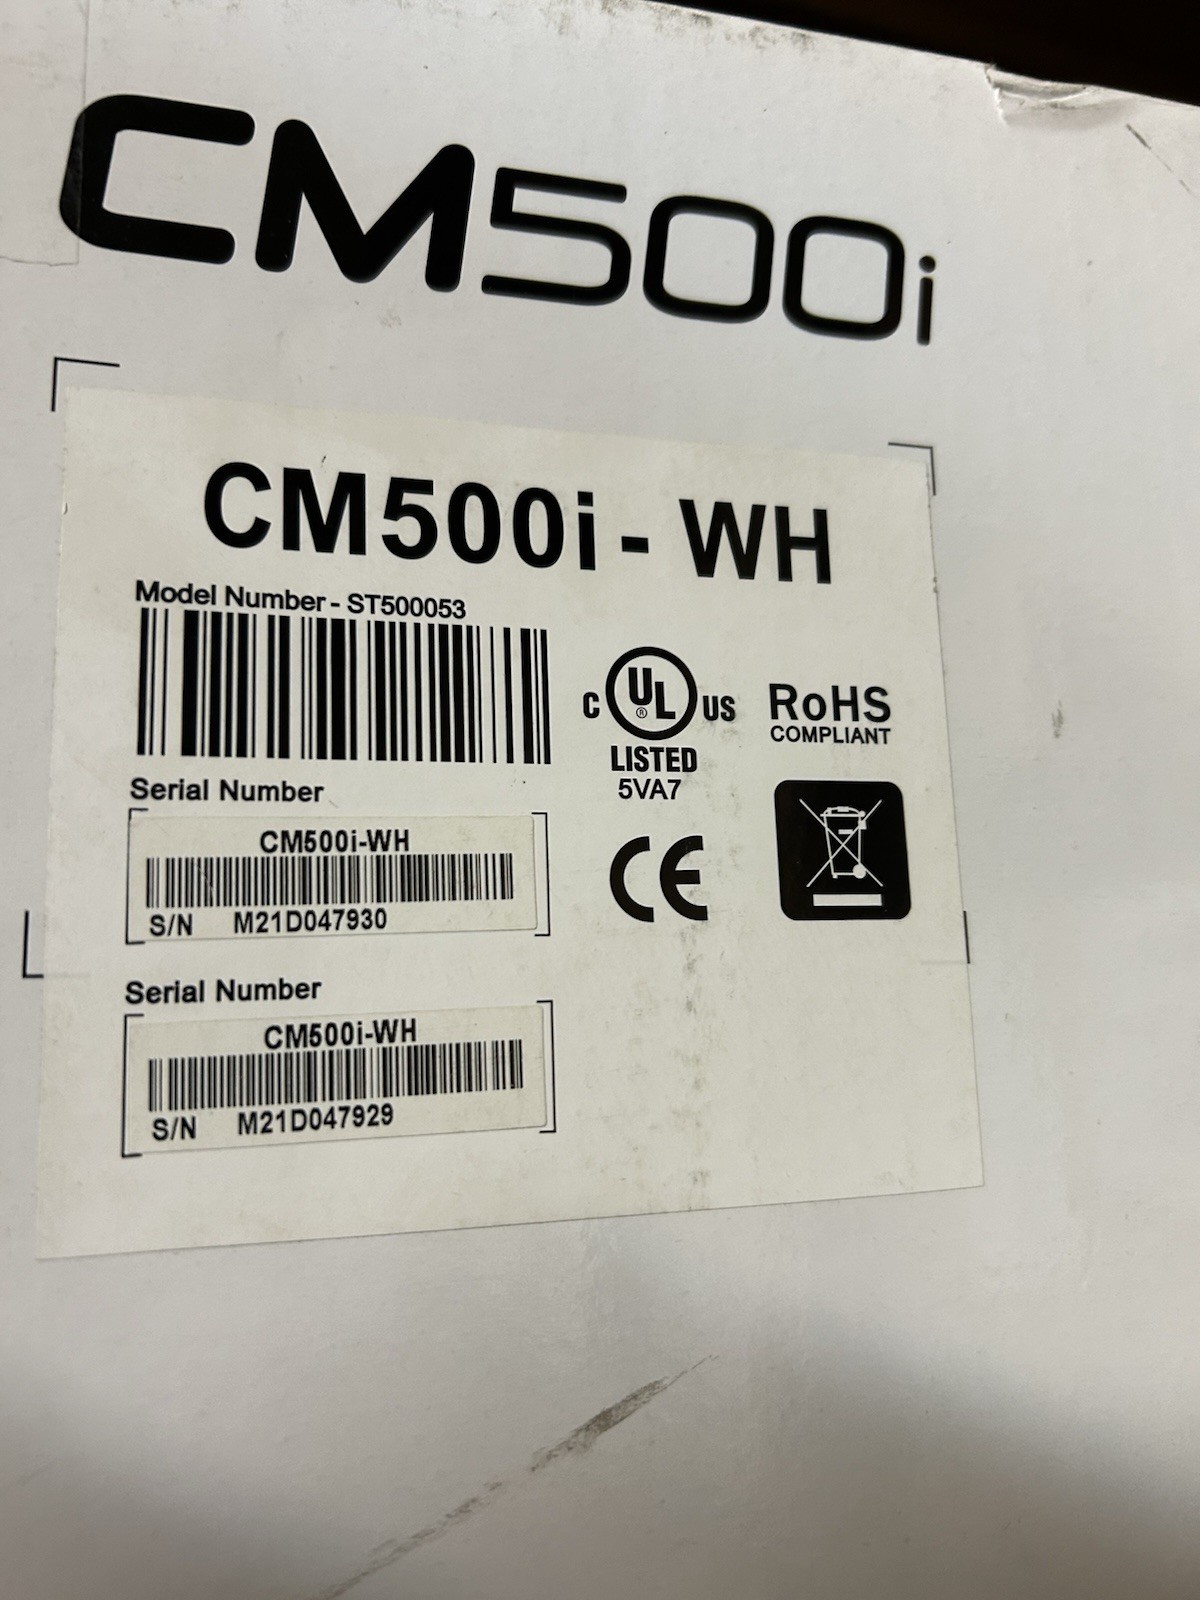 CM500i
CM500i - WH
Model Number - ST500053
C UL® US
LISTED
5VA7
RoHS
COMPLIANT
Serial Number
CM500i-WH
S/N M21D047930
CE
Serial Number
CM500i-WH
S/N M21D047929